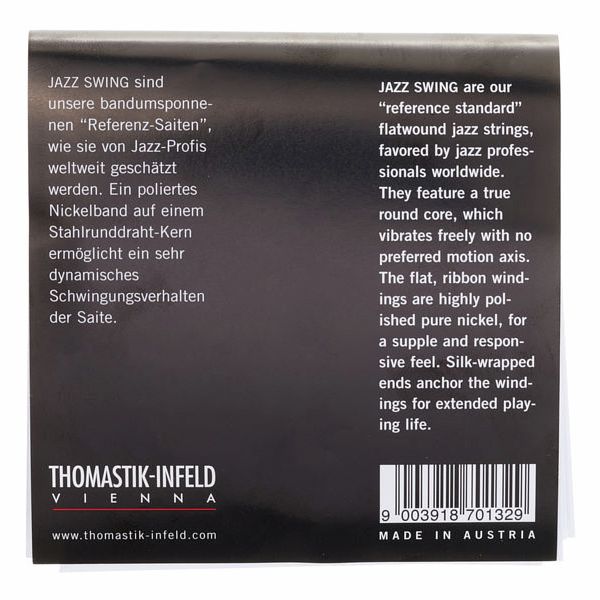 JAZZ SWING sind
unsere bandumsponne-
nen “Referenz-Saiten”,
wie sie von Jazz-Profis
weltweit geschätzt
werden. Ein poliertes
Nickelband auf einem
Stahlrunddraht-Kern
ermöglicht ein sehr
dynamisches
Schwingungsverhalten
der Saite.
JAZZ SWING are our
“reference standard”
flatwound jazz strings,
favored by jazz profes-
sionals worldwide.
They feature a true
round core, which
vibrates freely with no
preferred motion axis.
The flat, ribbon wind-
ings are highly pol-
ished pure nickel, for
a supple and respon-
sive feel. Silk-wrapped
ends anchor the wind-
ings for extended play-
ing life.
THOMASTIK-INFELD
VIENNA
www.thomastik-infeld.com
9 003918 701329
MADE IN AUSTRIA